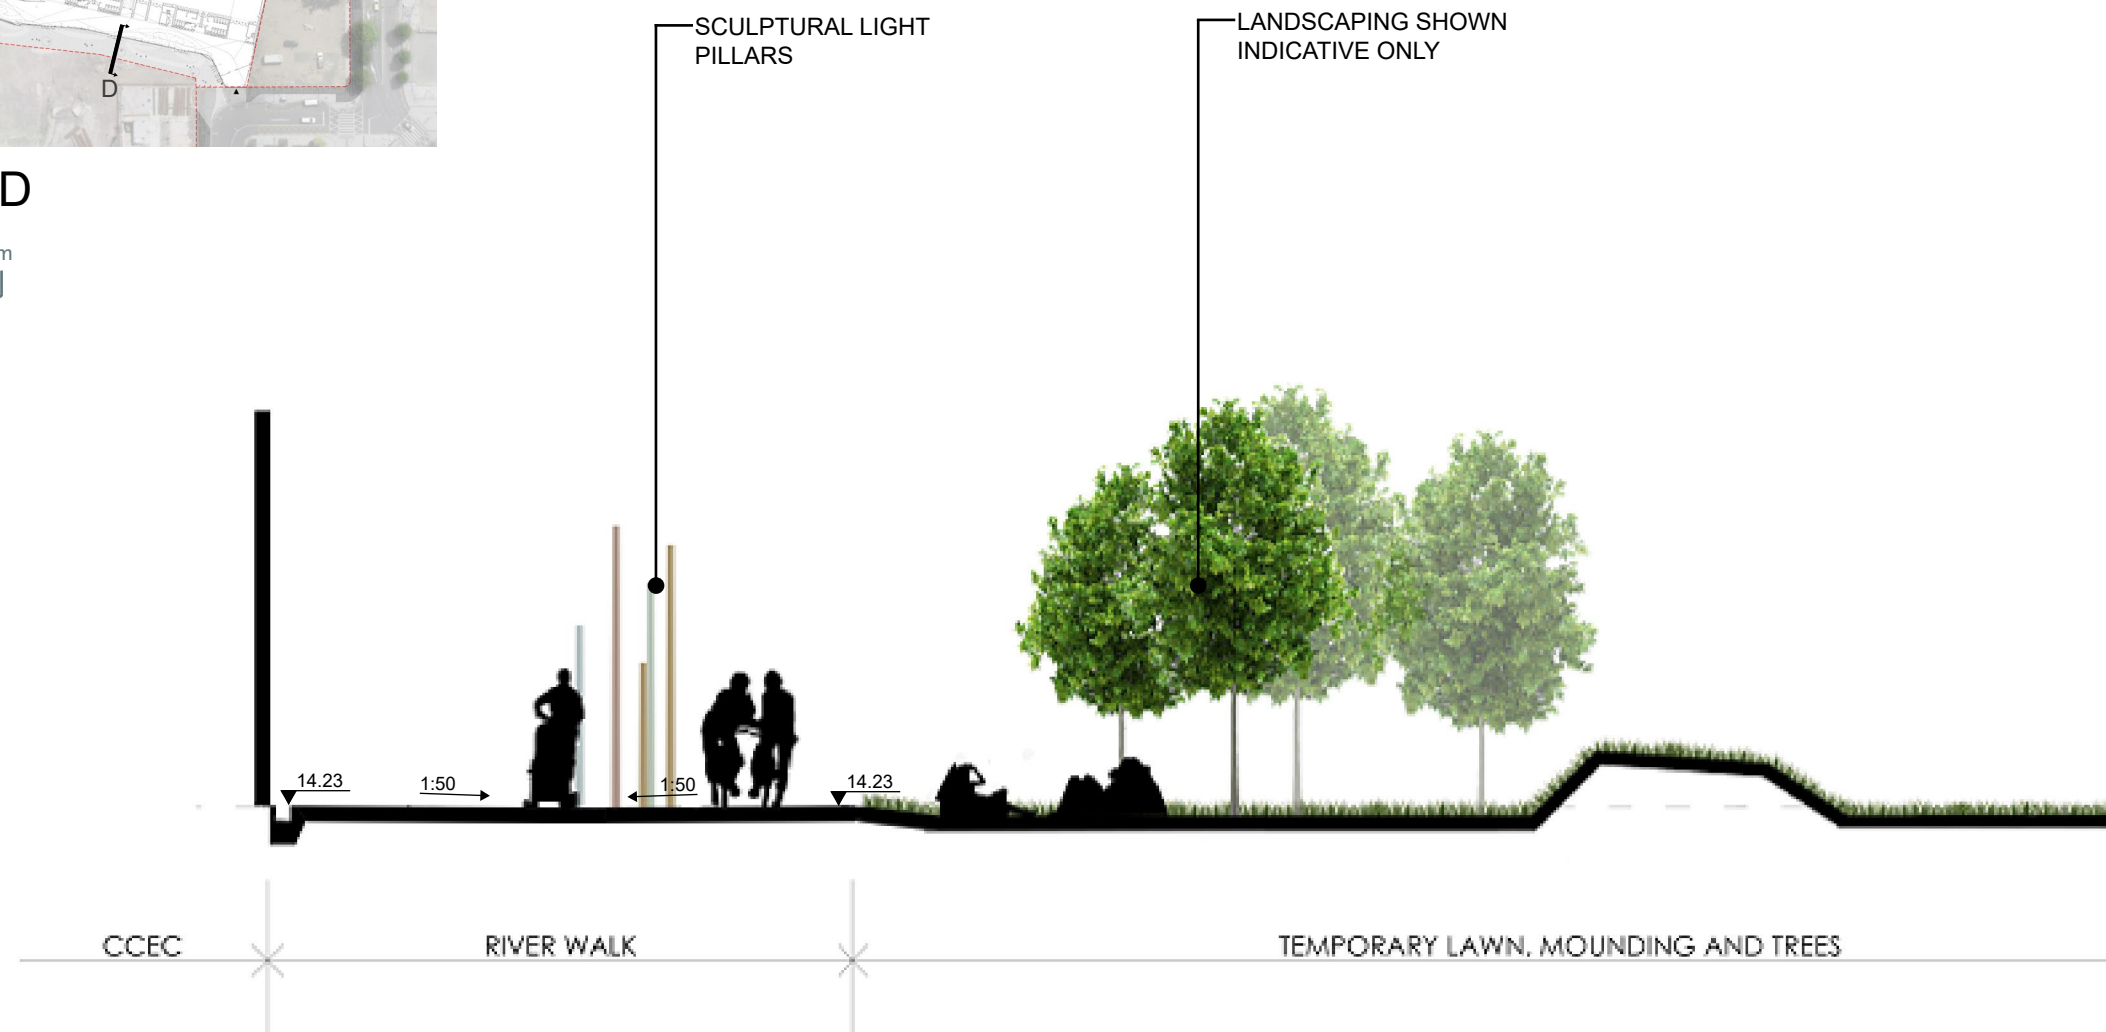 SCULPTURAL LIGHT
PILLARS
LANDSCAPING SHOWN
INDICATIVE ONLY
D
D
m
14.23
1:50
1:50
14.23
CCEC
RIVER WALK
TEMPORARY LAWN, MOUNDING AND TREES